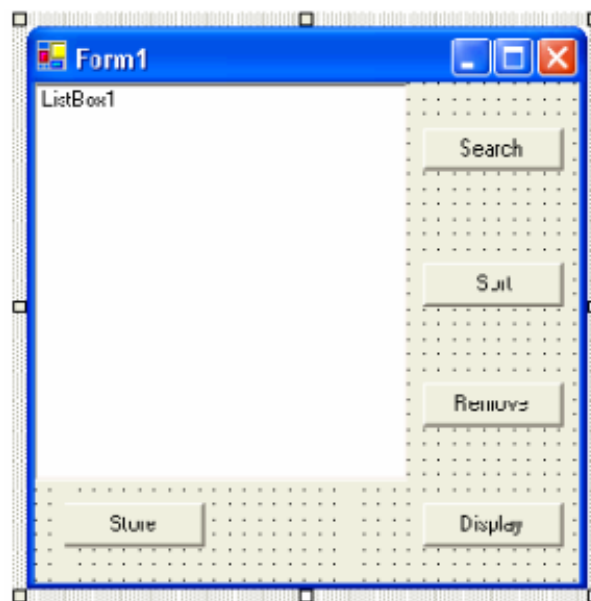 Form1
ListBox1
Search
Sort
Remove
Store
Display